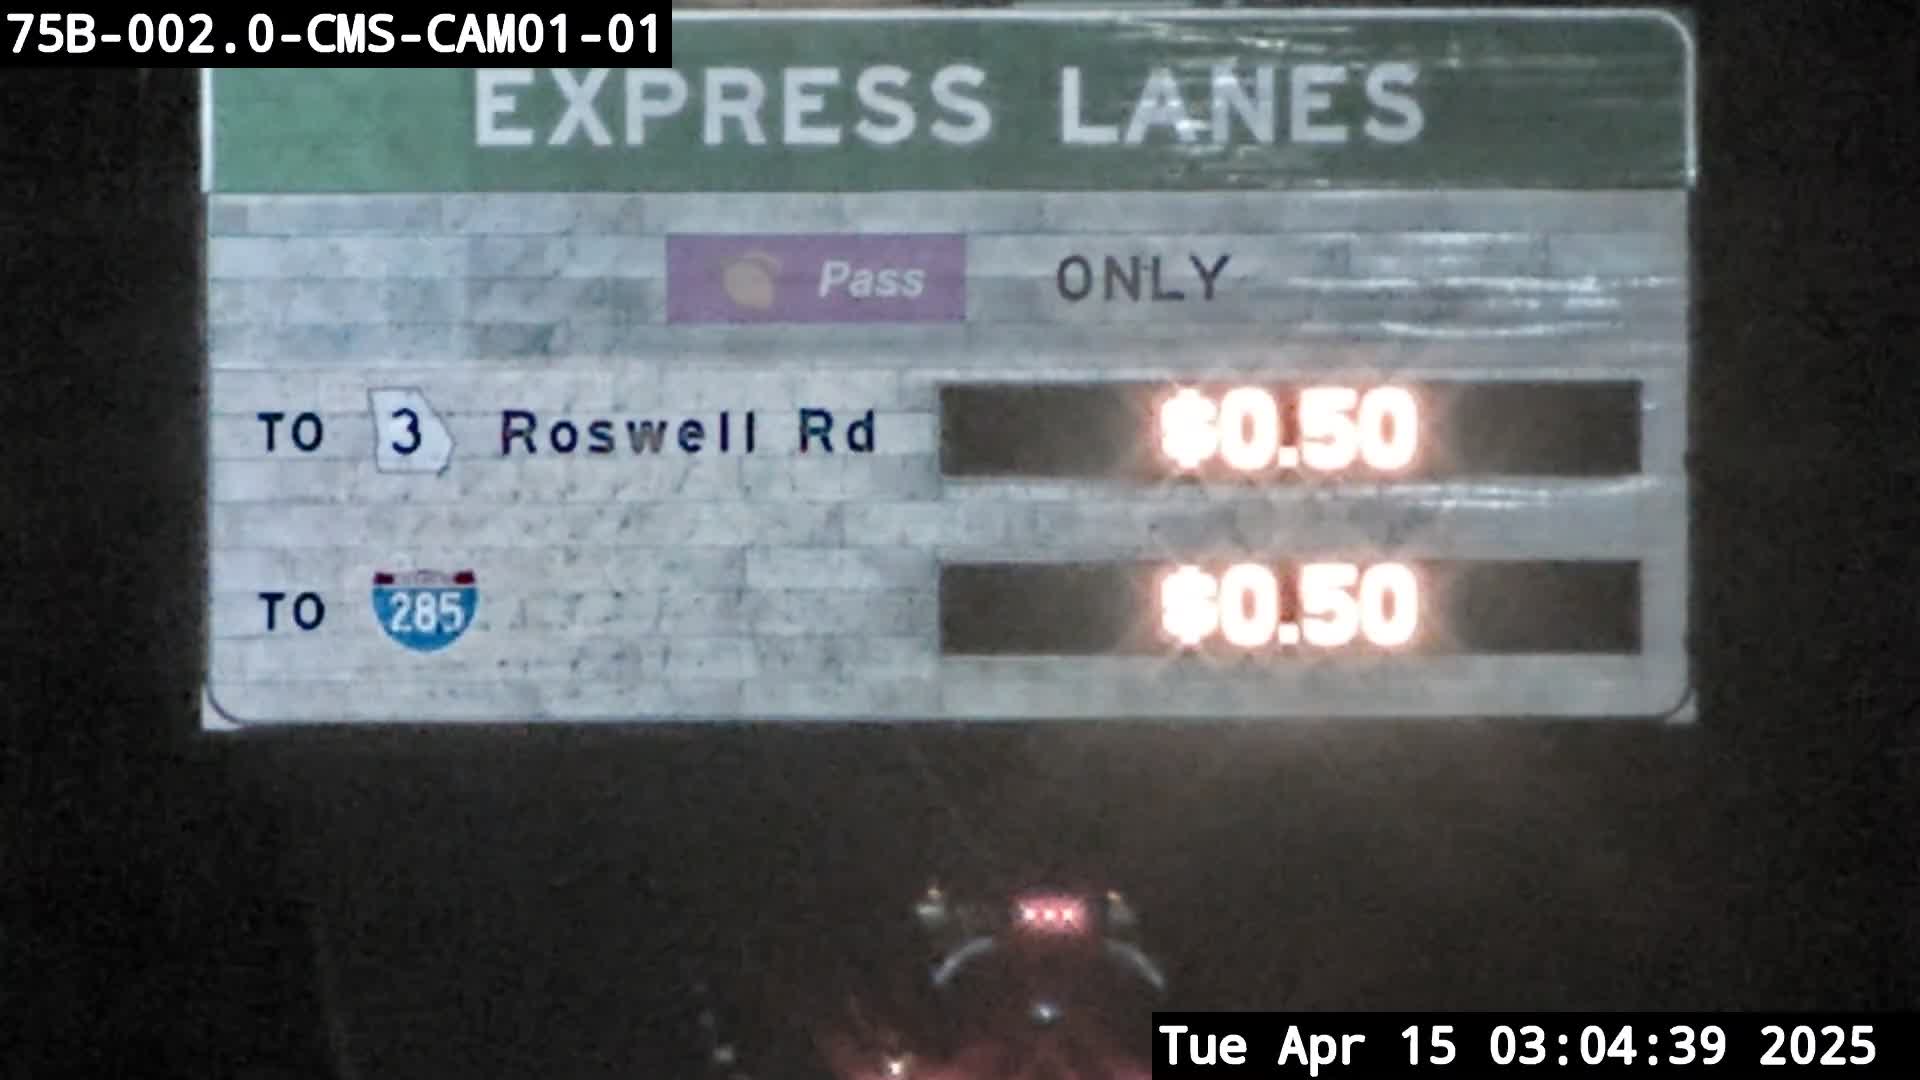 75B-002.0-CMS-CAM01-01
EXPRESS LANES
Pass ONLY
TO 3 Roswell Rd $0.50
TO 285 $0.50
Tue Apr 15 03:04:39 2025